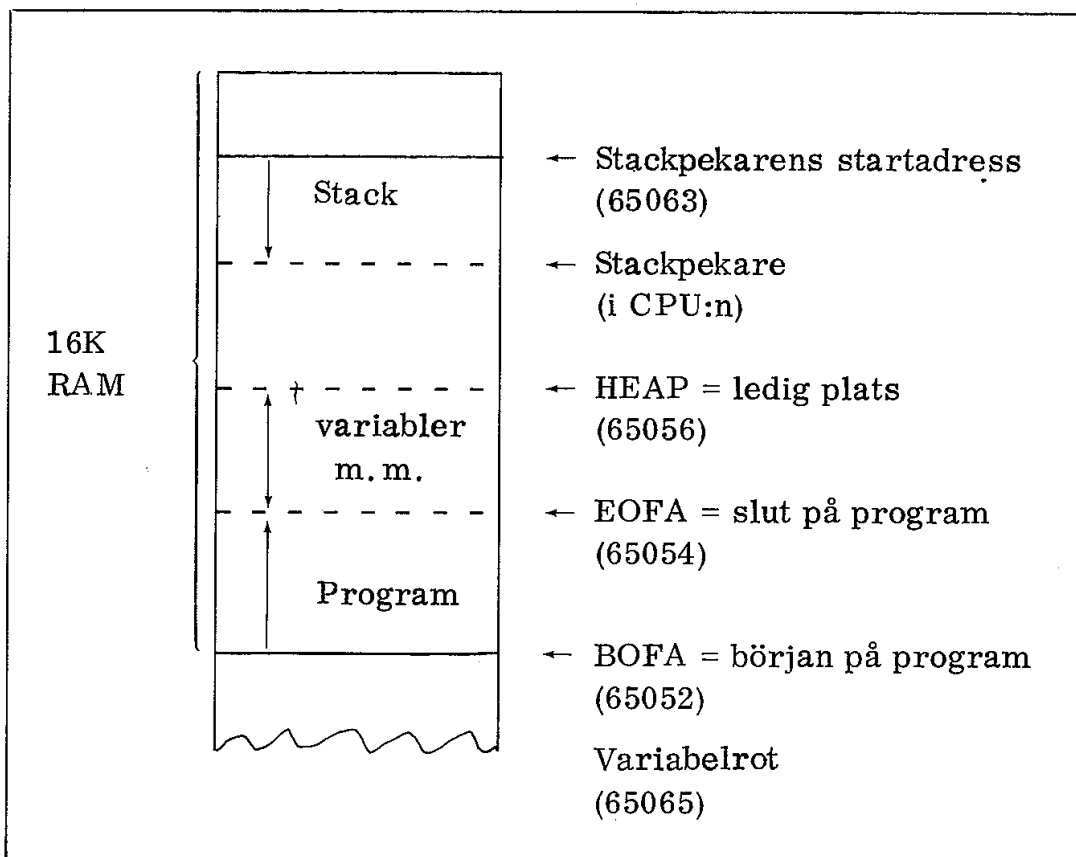 Stackpekarens startadress
(65063)
Stack
Stackpekare
(i CPU:n)
16K
RAM
HEAP = ledig plats
(65056)
variabler
m.m.
EOFA = slut på program
(65054)
Program
BOFA = början på program
(65052)
Variabelrot
(65065)